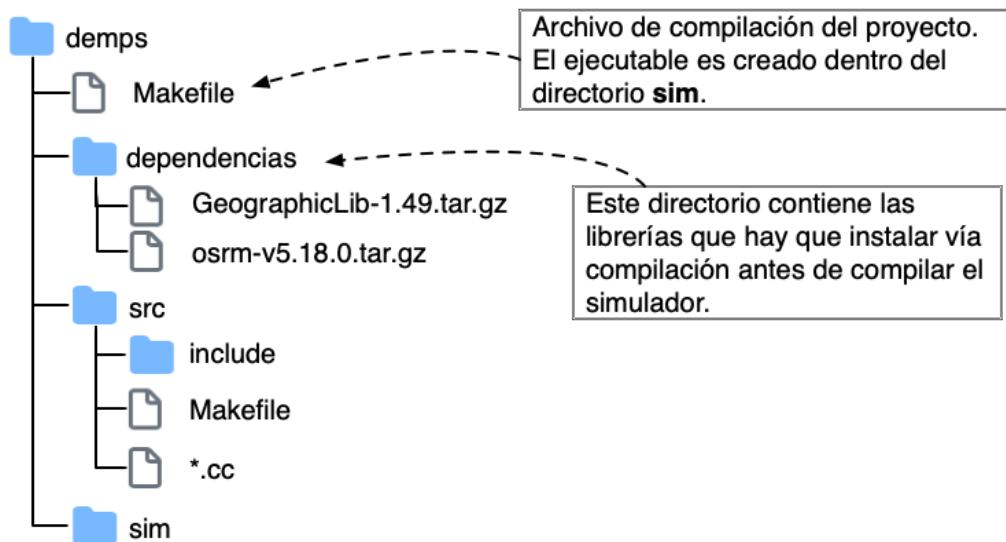 demps
Makefile
Archivo de compilación del proyecto.
El ejecutable es creado dentro del
directorio sim.
dependencias
GeographicLib-1.49.tar.gz
osrm-v5.18.0.tar.gz
Este directorio contiene las
librerías que hay que instalar vía
compilación antes de compilar el
simulador.
src
include
Makefile
*.cc
sim